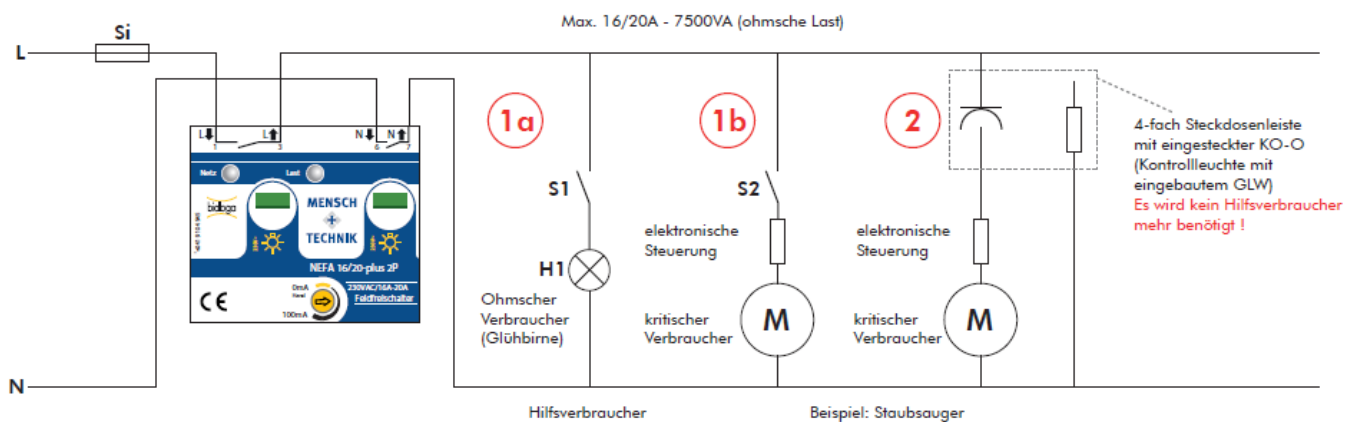 Max. 16/20A - 7500VA (ohmsche Last)
Si
L
L L N N
1 3 6 7
Netz Last
bioLoga
MENSCH
+
TECHNIK
NEFA 16/20-plus 2P
230VAC/16A-20A
Feldfreischalter
0mA
100mA
CE
1a
S1
H1
Ohmscher
Verbraucher
(Glühbirne)
1b
S2
elektronische
Steuerung
kritischer
Verbraucher
M
2
elektronische
Steuerung
kritischer
Verbraucher
M
4-fach Steckdosenleiste
mit eingesteckter KO-O
(Kontrollleuchte mit
eingebautem GLW)
Es wird kein Hilfsverbraucher
mehr benötigt !
N
Hilfsverbraucher
Beispiel: Staubsauger